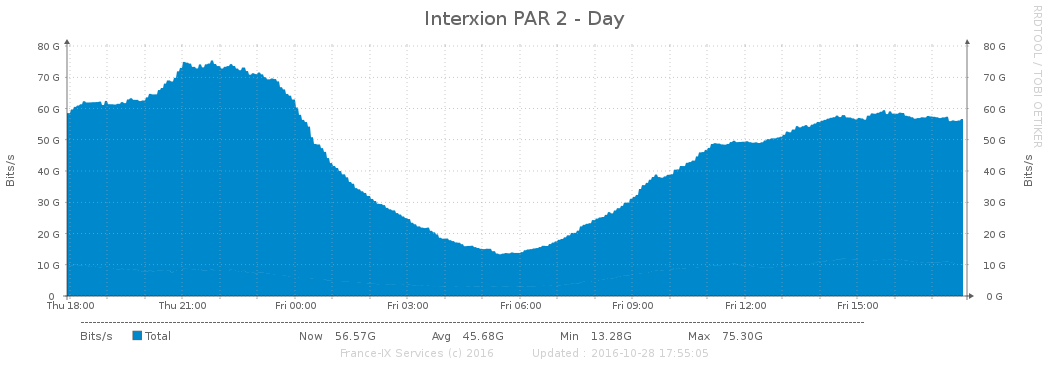 Interxion PAR 2 - Day
RRDTOOL / TOBI OETIKER
Bits/s
Bits/s
80 G 80 G
70 G 70 G
60 G 60 G
50 G 50 G
40 G 40 G
30 G 30 G
20 G 20 G
10 G 10 G
0 0 G
Thu 18:00 Thu 21:00 Fri 00:00 Fri 03:00 Fri 06:00 Fri 09:00 Fri 12:00 Fri 15:00
Bits/s Total Now 56.57G Avg 45.68G Min 13.28G Max 75.30G
France-IX Services (c) 2016 Updated : 2016-10-28 17:55:05